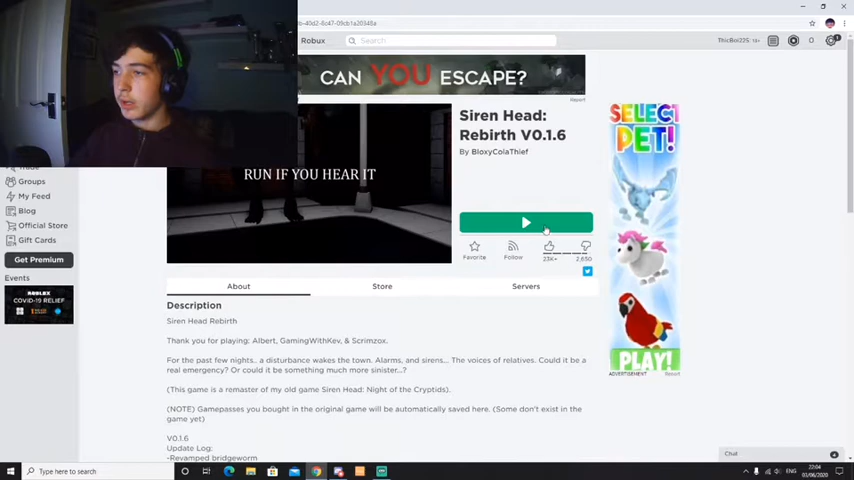 -40d2-8c47-09cb1a20348a
Robux
Search
ThicBoi225: 13+
0
CAN YOU ESCAPE?
Report
RUN IF YOU HEAR IT
Siren Head:
Rebirth V0.1.6
By BloxyColaThief
Favorite
Follow
23K+
2,650
SELECT
PET!
PLAY!
ADVERTISEMENT
Report
Groups
My Feed
Blog
Official Store
Gift Cards
Get Premium
Events
ROBLOX
COVID-19 RELIEF
About
Store
Servers
Description
Siren Head Rebirth
Thank you for playing: Albert, GamingWithKev, & Scrimzox.
For the past few nights.. a disturbance wakes the town. Alarms, and sirens... The voices of relatives. Could it be a
real emergency? Or could it be something much more sinister...?
(This game is a remaster of my old game Siren Head: Night of the Cryptids).
(NOTE) Gamepasses you bought in the original game will be automatically saved here. (Some don't exist in the
game yet)
V0.1.6
Update Log:
-Revamped bridgeworm
Chat
Type here to search
ENG
22:04
03/06/2020